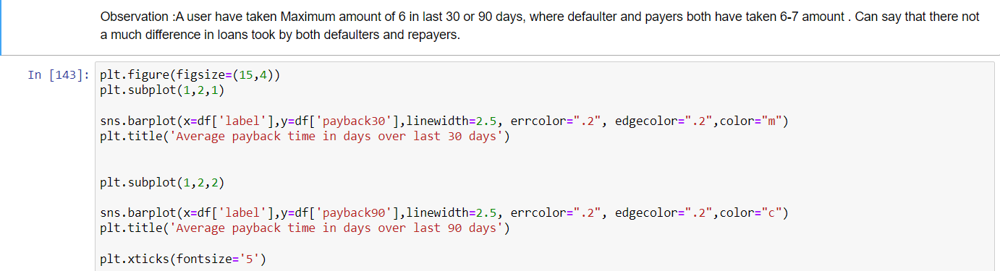 Observation :A user have taken Maximum amount of 6 in last 30 or 90 days, where defaulter and payers both have taken 6-7 amount . Can say that there not
a much difference in loans took by both defaulters and repayers.
In [143]: plt.figure(figsize=(15,4))
plt.subplot(1,2,1)
sns.barplot(x=df['label'],y=df['payback30'],linewidth=2.5, errcolor=".2", edgecolor=".2",color="m")
plt.title('Average payback time in days over last 30 days')
plt.subplot(1,2,2)
sns.barplot(x=df['label'],y=df['payback90'],linewidth=2.5, errcolor=".2", edgecolor=".2",color="c")
plt.title('Average payback time in days over last 90 days')
plt.xticks(fontsize='5')